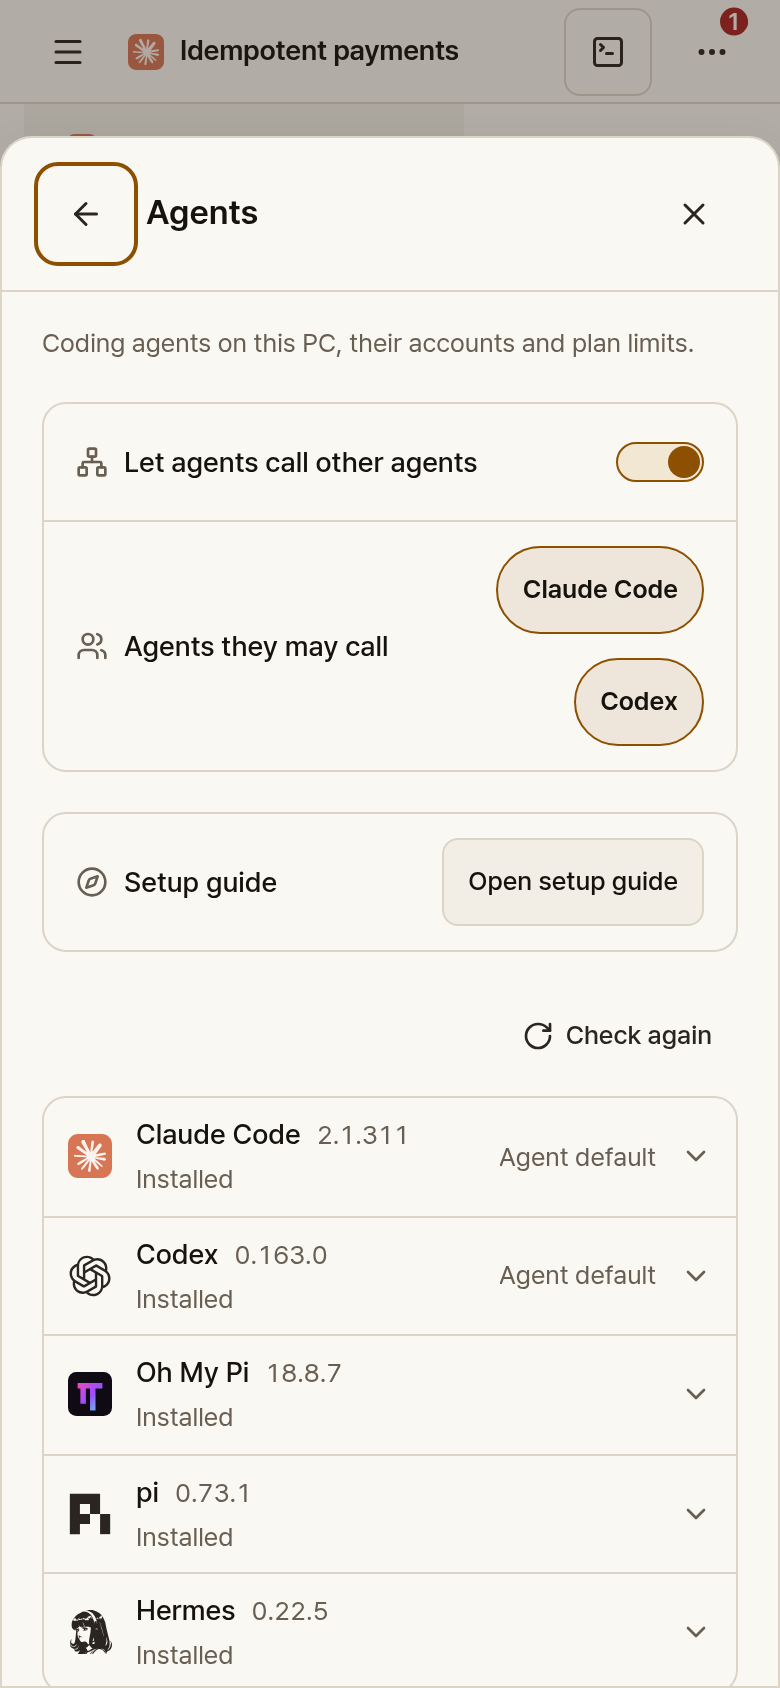 Idempotent payments
1
Agents
Coding agents on this PC, their accounts and plan limits.
Let agents call other agents
Agents they may call
Claude Code
Codex
Setup guide
Open setup guide
Check again
Claude Code 2.1.311
Installed
Agent default
Codex 0.163.0
Installed
Agent default
Oh My Pi 18.8.7
Installed
pi 0.73.1
Installed
Hermes 0.22.5
Installed